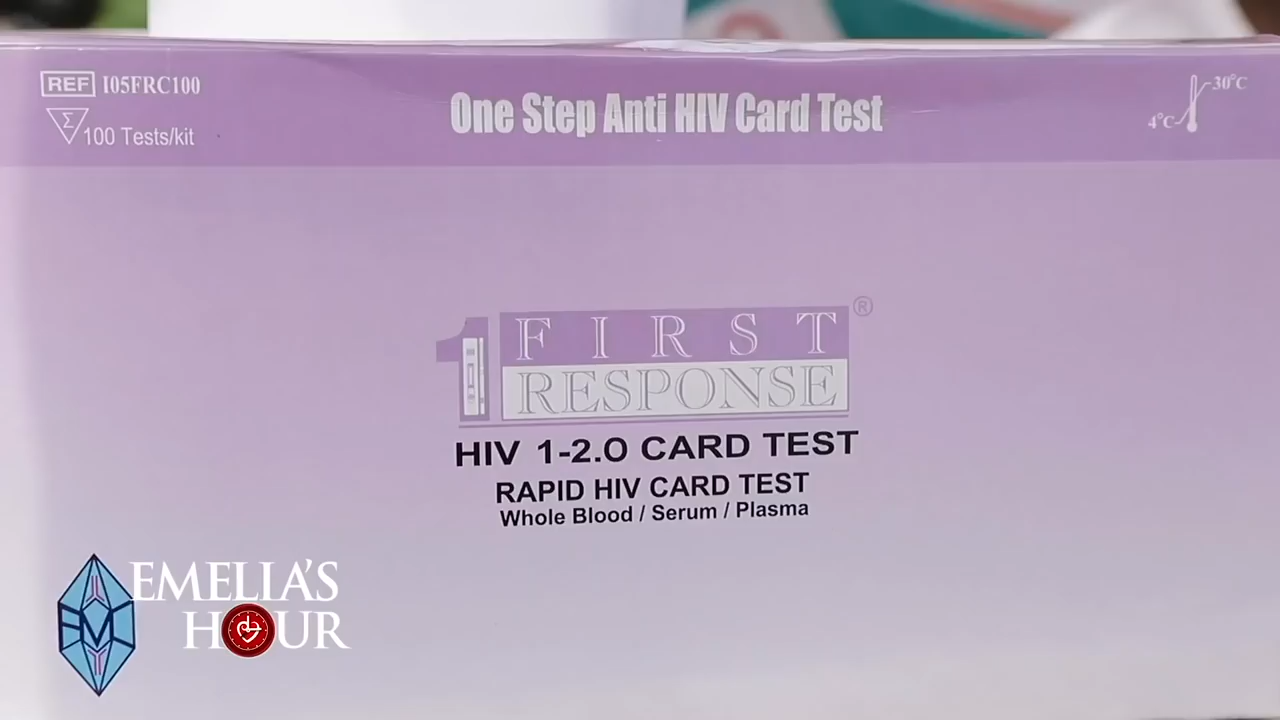 REF I05FRC100
Σ 100 Tests/kit
One Step Anti HIV Card Test
30°C
4°C
1 FIRST ®
RESPONSE
HIV 1-2.O CARD TEST
RAPID HIV CARD TEST
Whole Blood / Serum / Plasma
EMELIA'S
HOUR